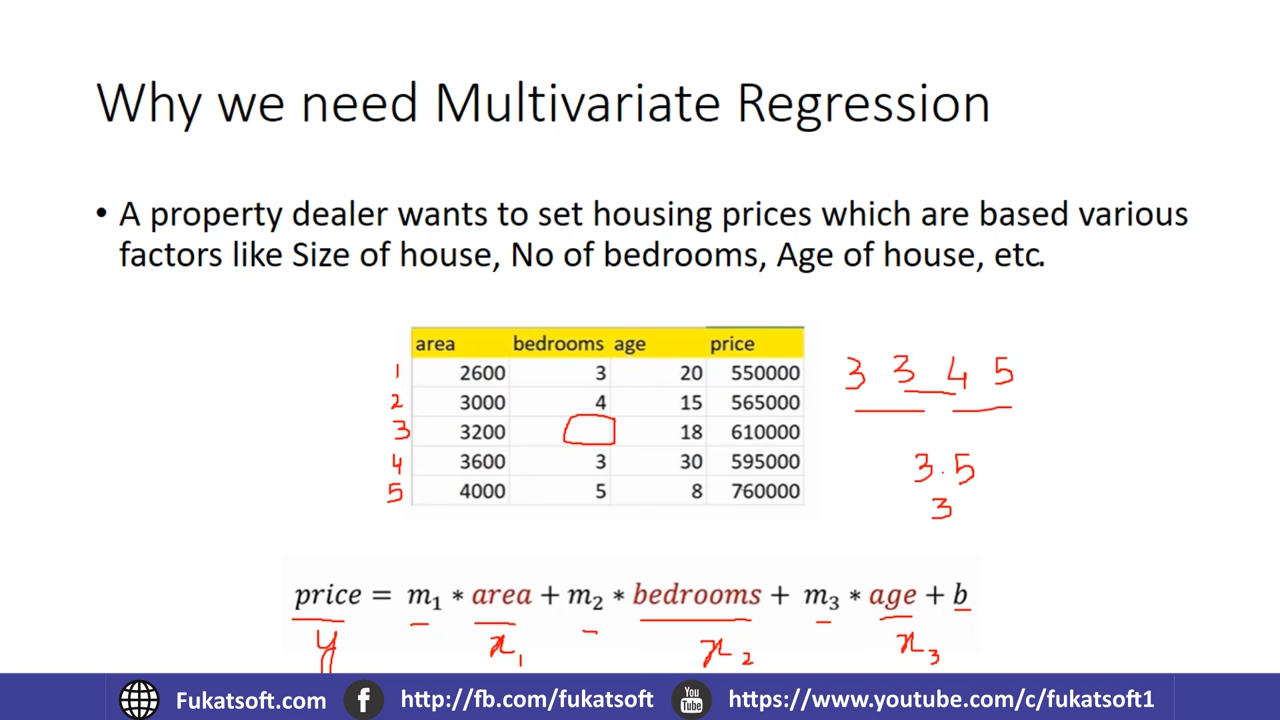 Why we need Multivariate Regression
• A property dealer wants to set housing prices which are based various
factors like Size of house, No of bedrooms, Age of house, etc.
area bedrooms age price
1 2600 3 20 550000
2 3000 4 15 565000
3 3200 18 610000
4 3600 3 30 595000
5 4000 5 8 760000
3 3 4 5
3.5
3
price = m₁ * area + m₂ * bedrooms + m₃ * age + b
y x₁ x₂ x₃
Fukatsoft.com f http://fb.com/fukatsoft You Tube https://www.youtube.com/c/fukatsoft1